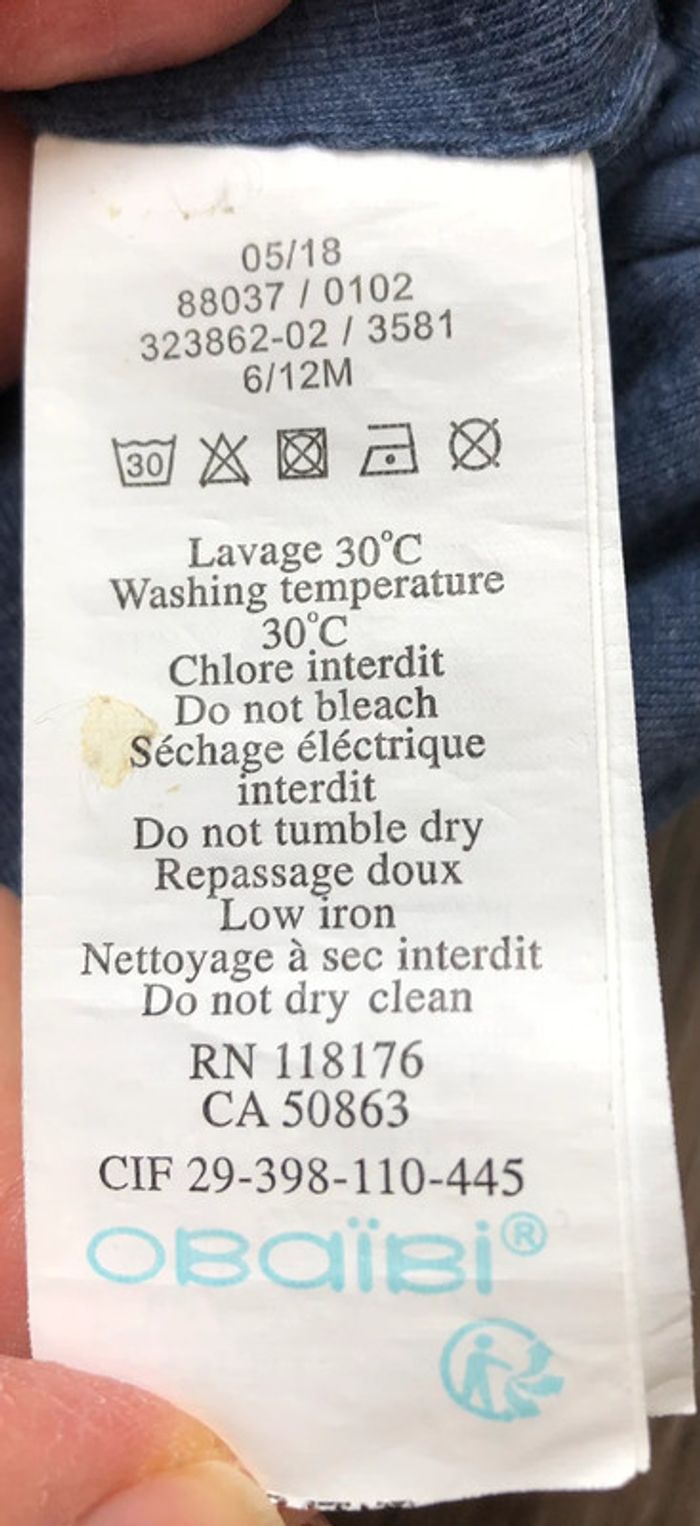 05/18
88037 / 0102
323862-02 / 3581
6/12M
30
Lavage 30°C
Washing temperature
30°C
Chlore interdit
Do not bleach
Séchage éléctrique
interdit
Do not tumble dry
Repassage doux
Low iron
Nettoyage à sec interdit
Do not dry clean
RN 118176
CA 50863
CIF 29-398-110-445
OBaïBi®